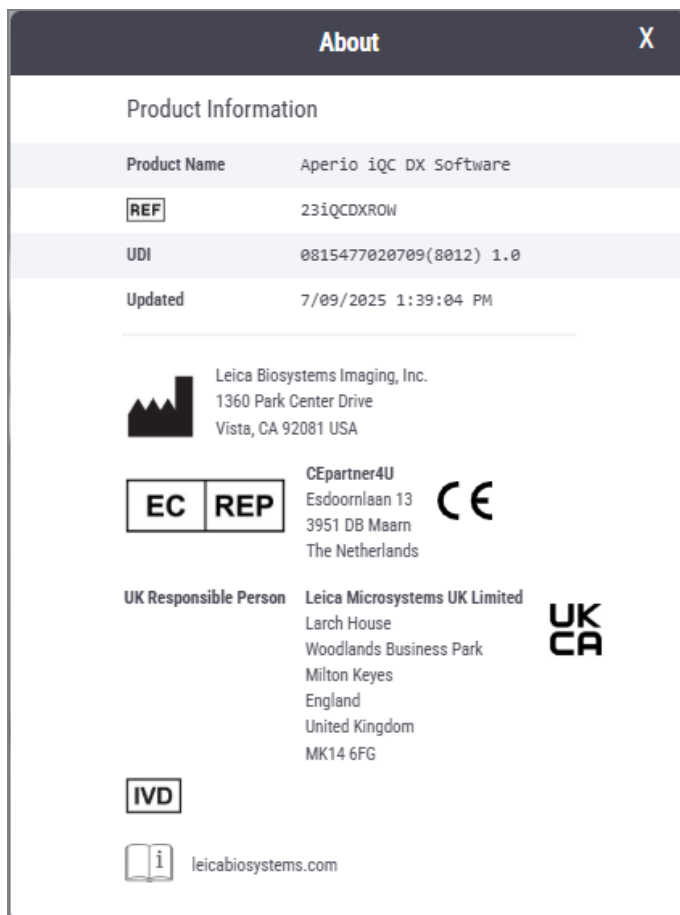 About X
Product Information
Product Name Aperio iQC DX Software
REF 23iQCDXROW
UDI 0815477020709(8012) 1.0
Updated 7/09/2025 1:39:04 PM
Leica Biosystems Imaging, Inc.
1360 Park Center Drive
Vista, CA 92081 USA
EC REP
CEpartner4U
Esdoornlaan 13
3951 DB Maarn
The Netherlands
CE
UK Responsible Person
Leica Microsystems UK Limited
Larch House
Woodlands Business Park
Milton Keyes
England
United Kingdom
MK14 6FG
UK
CA
IVD
i leicabiosystems.com